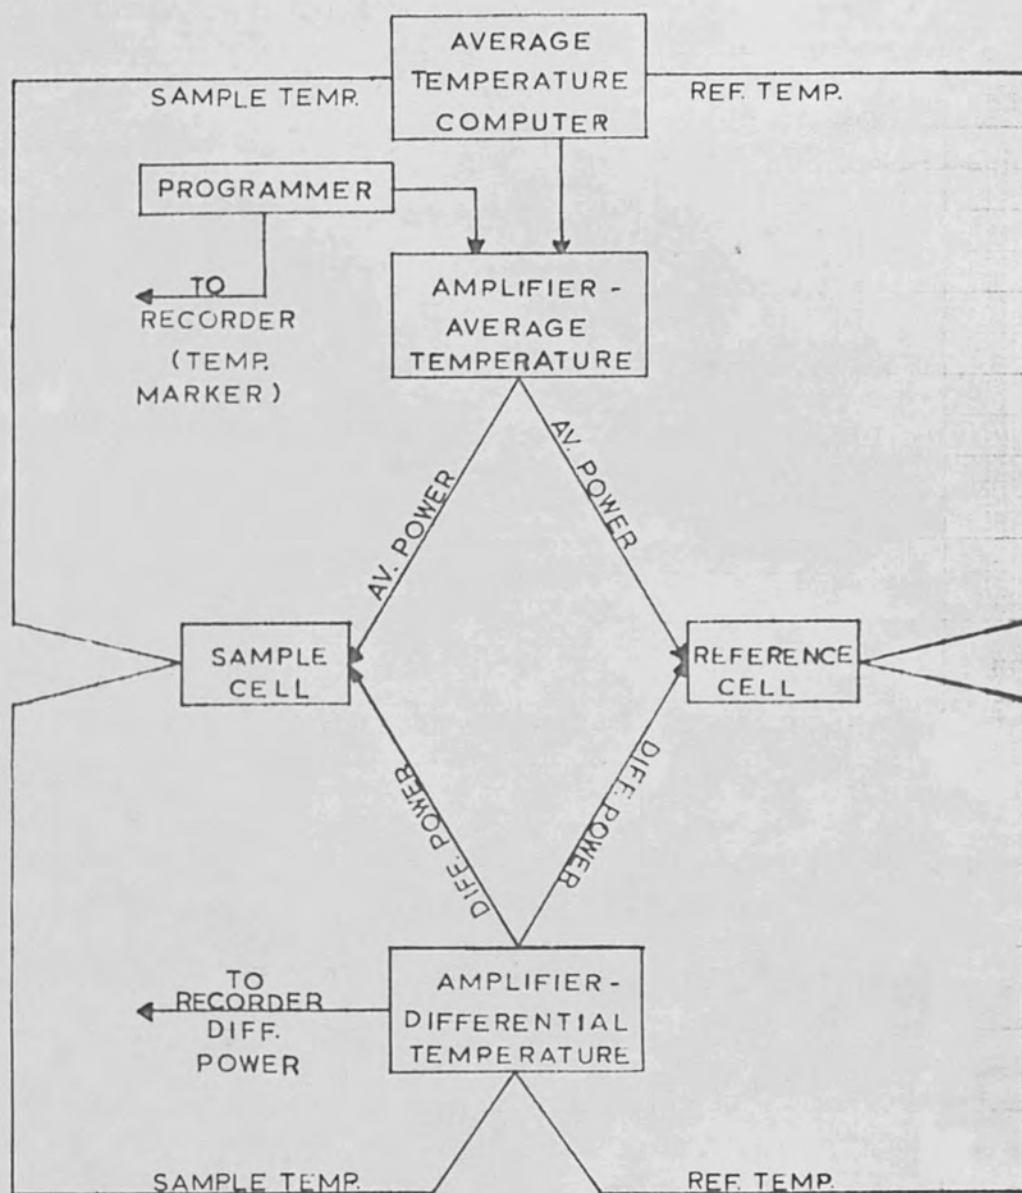 AVERAGE
TEMPERATURE
COMPUTER
SAMPLE TEMP.
REF. TEMP.
PROGRAMMER
TO
RECORDER
(TEMP.
MARKER)
AMPLIFIER -
AVERAGE
TEMPERATURE
AV. POWER
AV. POWER
SAMPLE
CELL
REFERENCE
CELL
DIFF. POWER
DIFF. POWER
TO
RECORDER
DIFF.
POWER
AMPLIFIER -
DIFFERENTIAL
TEMPERATURE
SAMPLE TEMP.
REF. TEMP.